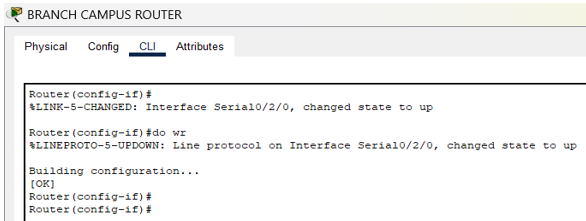 BRANCH CAMPUS ROUTER
Physical Config CLI Attributes
Router(config-if)#
%LINK-5-CHANGED: Interface Serial0/2/0, changed state to up
Router(config-if)#do wr
%LINEPROTO-5-UPDOWN: Line protocol on Interface Serial0/2/0, changed state to up
Building configuration...
[OK]
Router(config-if)#
Router(config-if)#